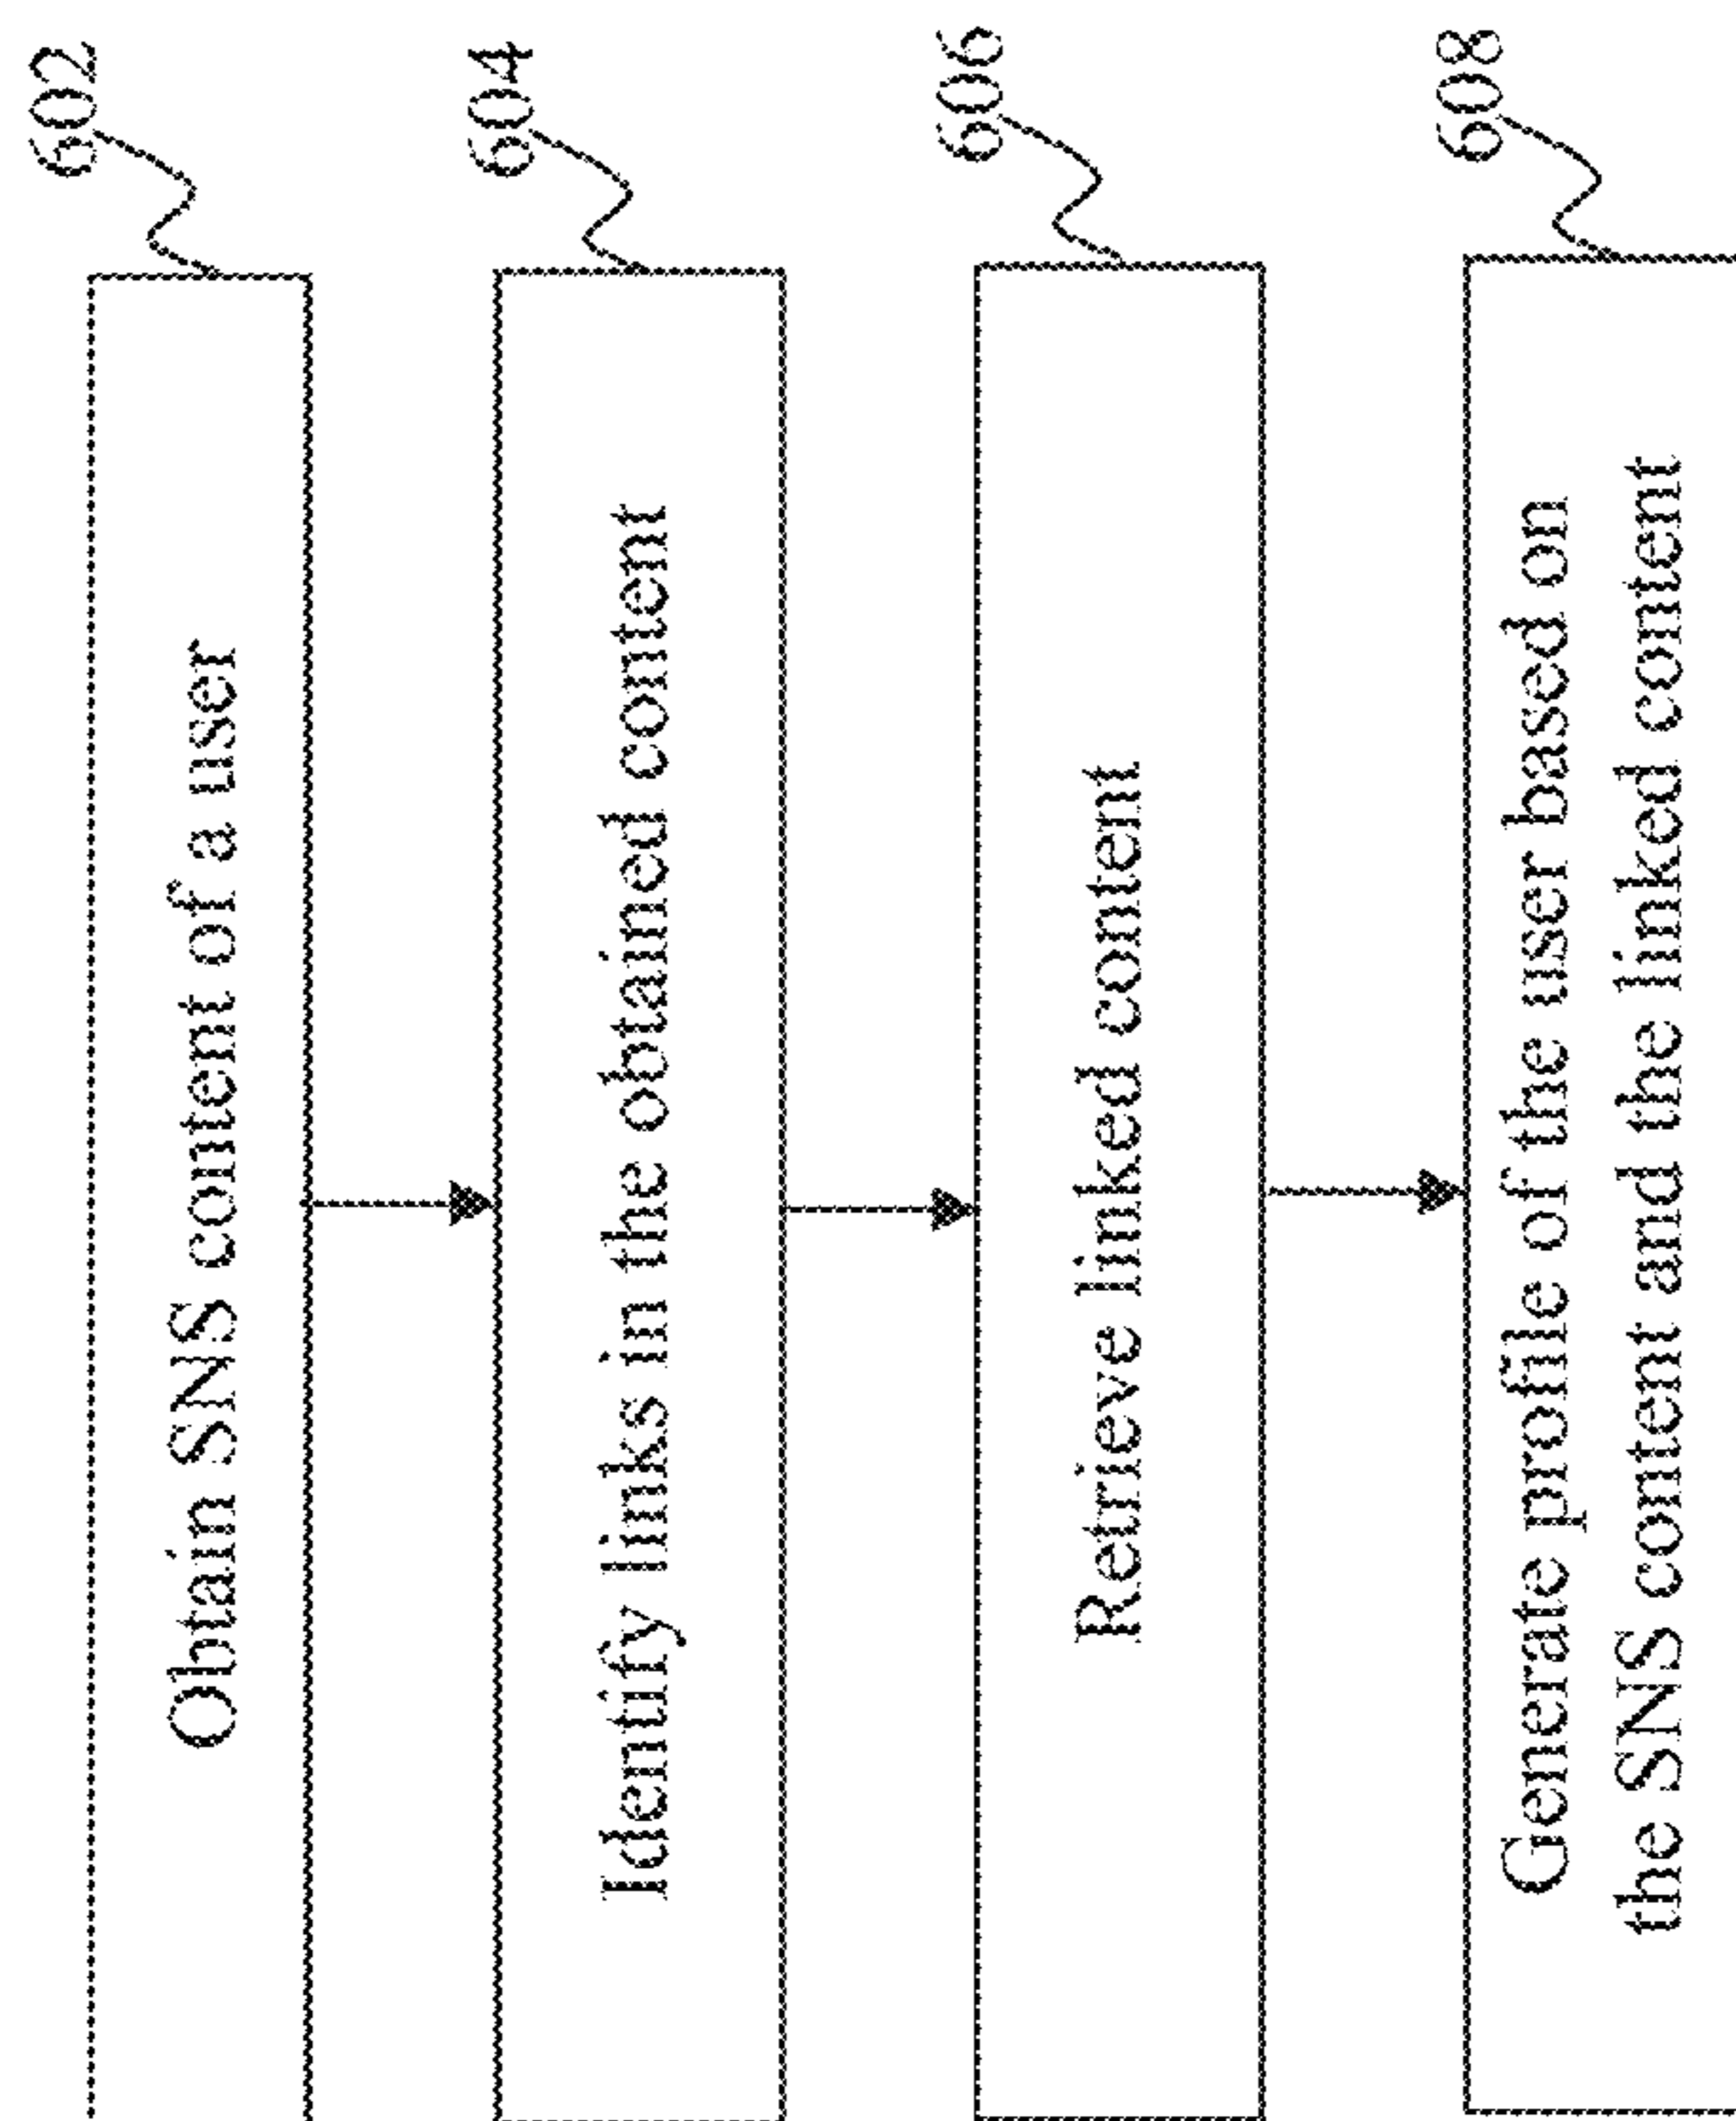 602
Obtain SNS content of a user
604
Identify links in the obtained content
606
Retrieve linked content
608
Generate profile of the user based on
the SNS content and the linked content